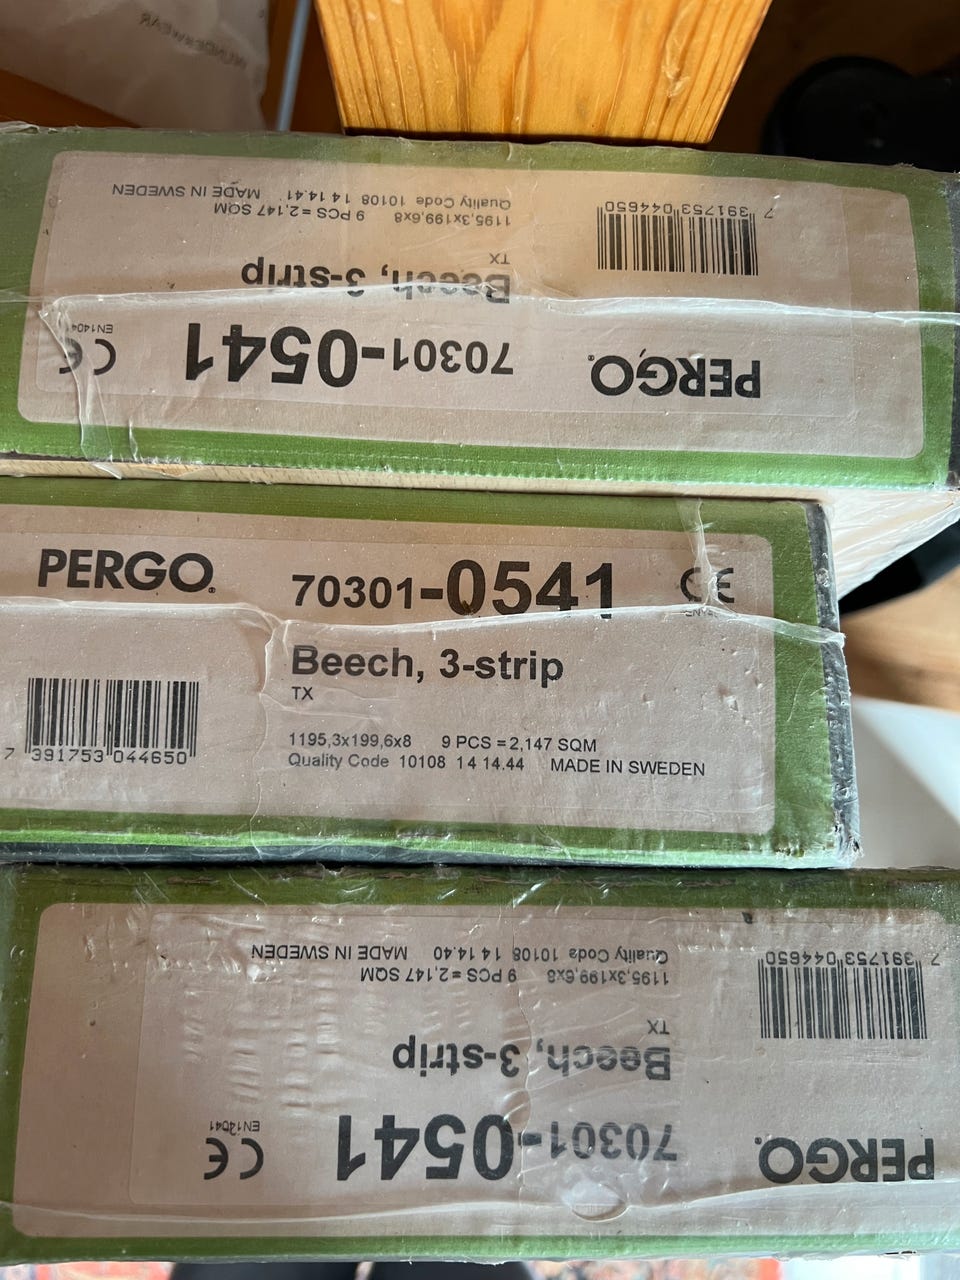 PERGO 70301-0541 CE
Beech, 3-strip
TX
1195,3x199,6x8 9 PCS = 2,147 SQM
Quality Code 10108 14 14.41 MADE IN SWEDEN
7 391753 044650
PERGO 70301-0541 CE
Beech, 3-strip
TX
1195,3x199,6x8 9 PCS = 2,147 SQM
Quality Code 10108 14 14.44 MADE IN SWEDEN
7 391753 044650
PERGO 70301-0541 CE
EN14041
Beech, 3-strip
TX
1195,3x199,6x8 9 PCS = 2,147 SQM
Quality Code 10108 14 14.40 MADE IN SWEDEN
7 391753 044650